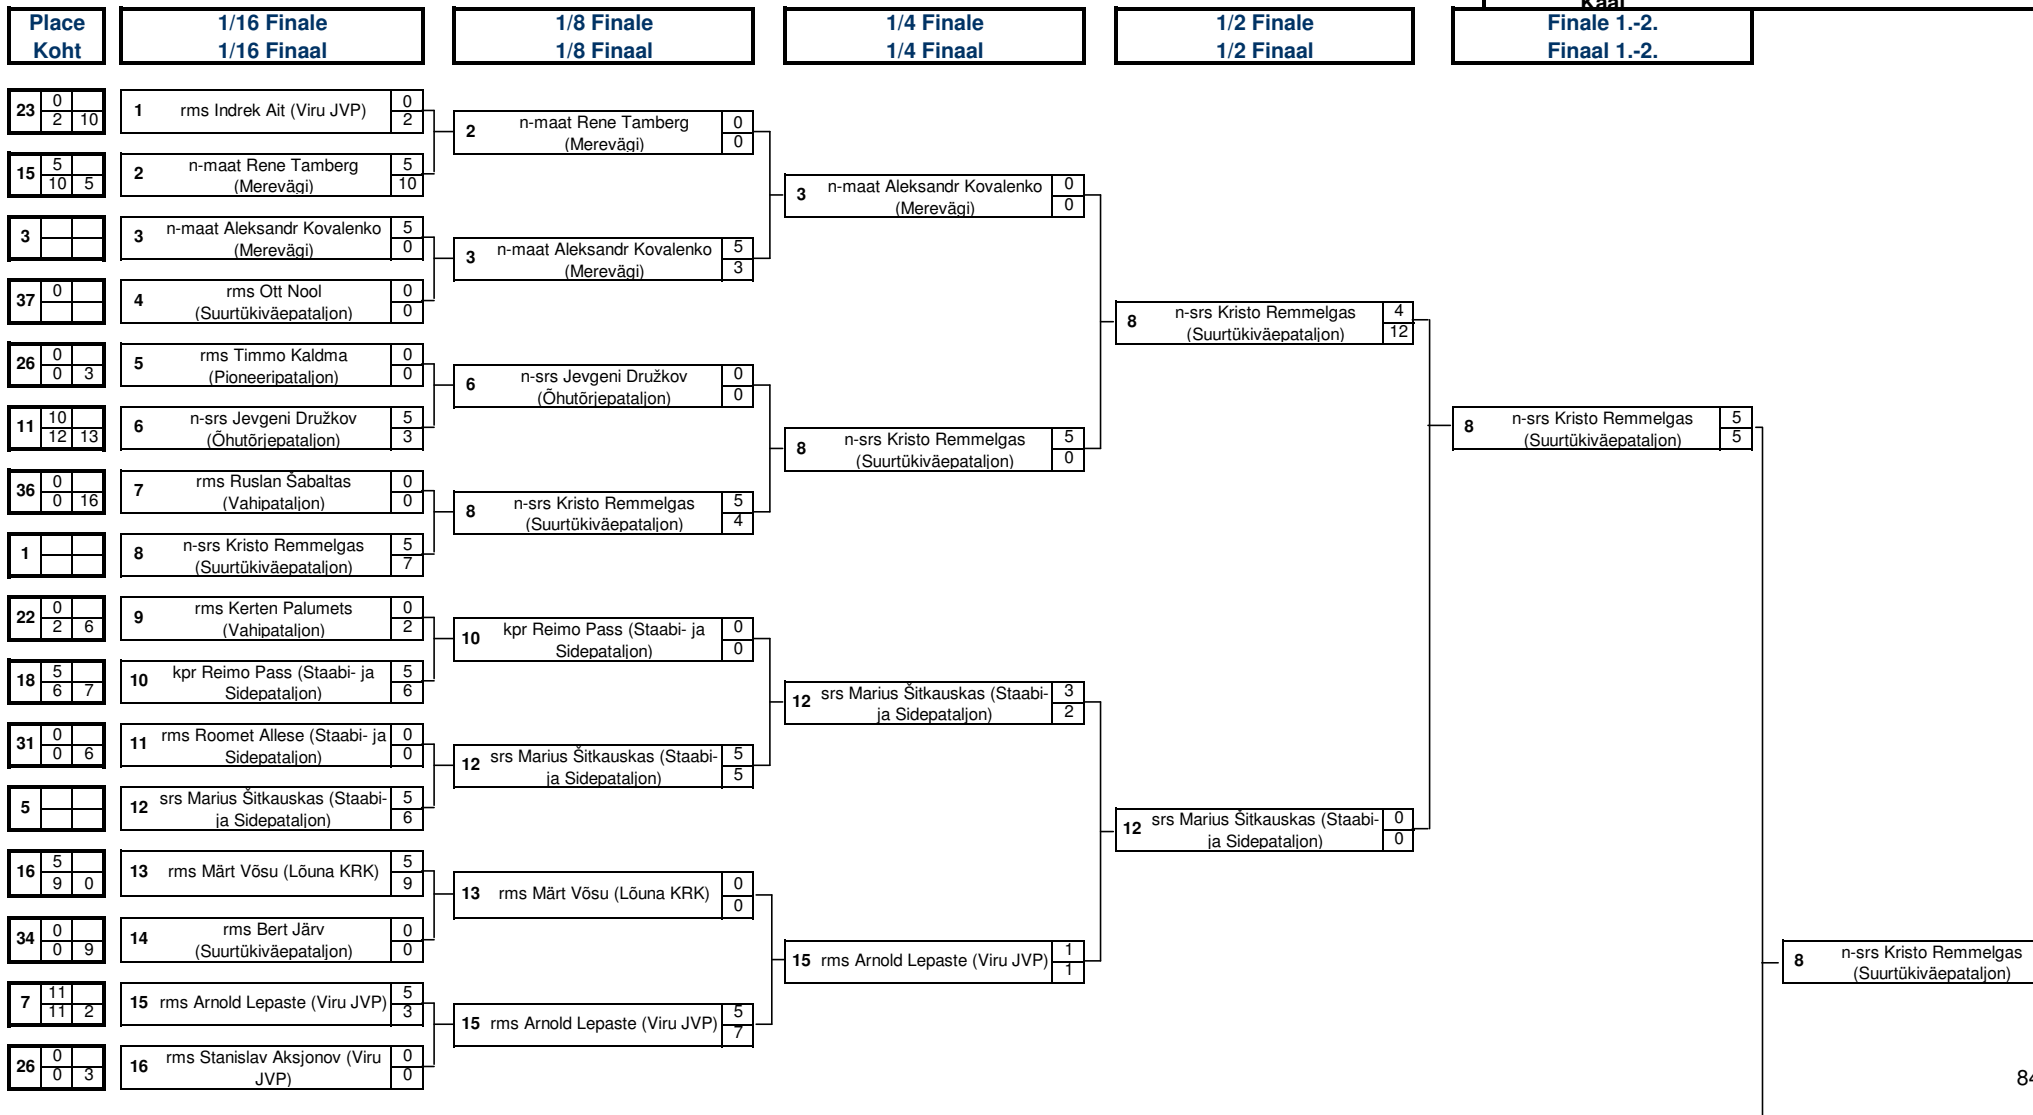 Kaal
Place
Koht
1/16 Finale
1/16 Finaal
1/8 Finale
1/8 Finaal
1/4 Finale
1/4 Finaal
1/2 Finale
1/2 Finaal
Finale 1.-2.
Finaal 1.-2.
23 0
2 10
1 rms Indrek Ait (Viru JVP) 0
2
15 5
10 5
2 n-maat Rene Tamberg 5
(Merevägi) 10
3
3 n-maat Aleksandr Kovalenko 5
(Merevägi) 0
37 0
4 rms Ott Nool 0
(Suurtükiväepataljon) 0
26 0
0 3
5 rms Timmo Kaldma 0
(Pioneeripataljon) 0
11 10
12 13
6 n-srs Jevgeni Družkov 5
(Õhutõrjepataljon) 3
36 0
0 16
7 rms Ruslan Šabaltas 0
(Vahipataljon) 0
1
8 n-srs Kristo Remmelgas 5
(Suurtükiväepataljon) 7
22 0
2 6
9 rms Kerten Palumets 0
(Vahipataljon) 2
18 5
6 7
10 kpr Reimo Pass (Staabi- ja 5
Sidepataljon) 6
31 0
0 6
11 rms Roomet Allese (Staabi- ja 0
Sidepataljon) 0
5
12 srs Marius Šitkauskas (Staabi- 5
ja Sidepataljon) 6
16 5
9 0
13 rms Märt Võsu (Lõuna KRK) 5
9
34 0
0 9
14 rms Bert Järv 0
(Suurtükiväepataljon) 0
7 11
11 2
15 rms Arnold Lepaste (Viru JVP) 5
3
26 0
0 3
16 rms Stanislav Aksjonov (Viru 0
JVP) 0
2 n-maat Rene Tamberg 0
(Merevägi) 0
3 n-maat Aleksandr Kovalenko 5
(Merevägi) 3
6 n-srs Jevgeni Družkov 0
(Õhutõrjepataljon) 0
8 n-srs Kristo Remmelgas 5
(Suurtükiväepataljon) 4
10 kpr Reimo Pass (Staabi- ja 0
Sidepataljon) 0
12 srs Marius Šitkauskas (Staabi- 5
ja Sidepataljon) 5
13 rms Märt Võsu (Lõuna KRK) 0
0
15 rms Arnold Lepaste (Viru JVP) 5
7
3 n-maat Aleksandr Kovalenko 0
(Merevägi) 0
8 n-srs Kristo Remmelgas 5
(Suurtükiväepataljon) 0
12 srs Marius Šitkauskas (Staabi- 3
ja Sidepataljon) 2
15 rms Arnold Lepaste (Viru JVP) 1
1
8 n-srs Kristo Remmelgas 4
(Suurtükiväepataljon) 12
12 srs Marius Šitkauskas (Staabi- 0
ja Sidepataljon) 0
8 n-srs Kristo Remmelgas 5
(Suurtükiväepataljon) 5
8 n-srs Kristo Remmelgas
(Suurtükiväepataljon)
84